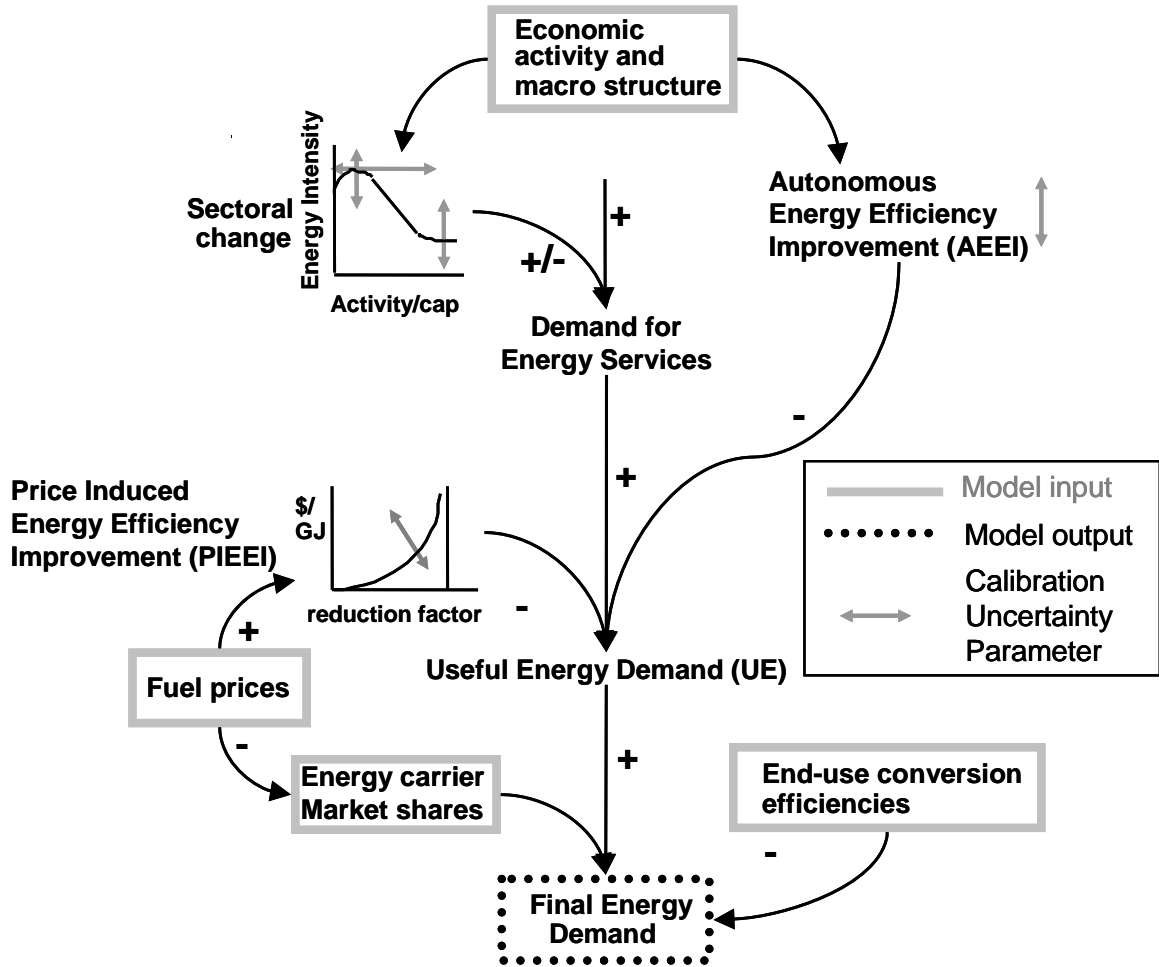 Economic
activity and
macro structure
Energy Intensity
Sectoral
change
Activity/cap
+/-
+
Autonomous
Energy Efficiency
Improvement (AEEI)
Demand for
Energy Services
-
+
Price Induced
Energy Efficiency
Improvement (PIEEI)
$/
GJ
reduction factor
-
+
Model input
Model output
Calibration
Uncertainty
Parameter
Useful Energy Demand (UE)
Fuel prices
-
+
Energy carrier
Market shares
End-use conversion
efficiencies
-
Final Energy
Demand